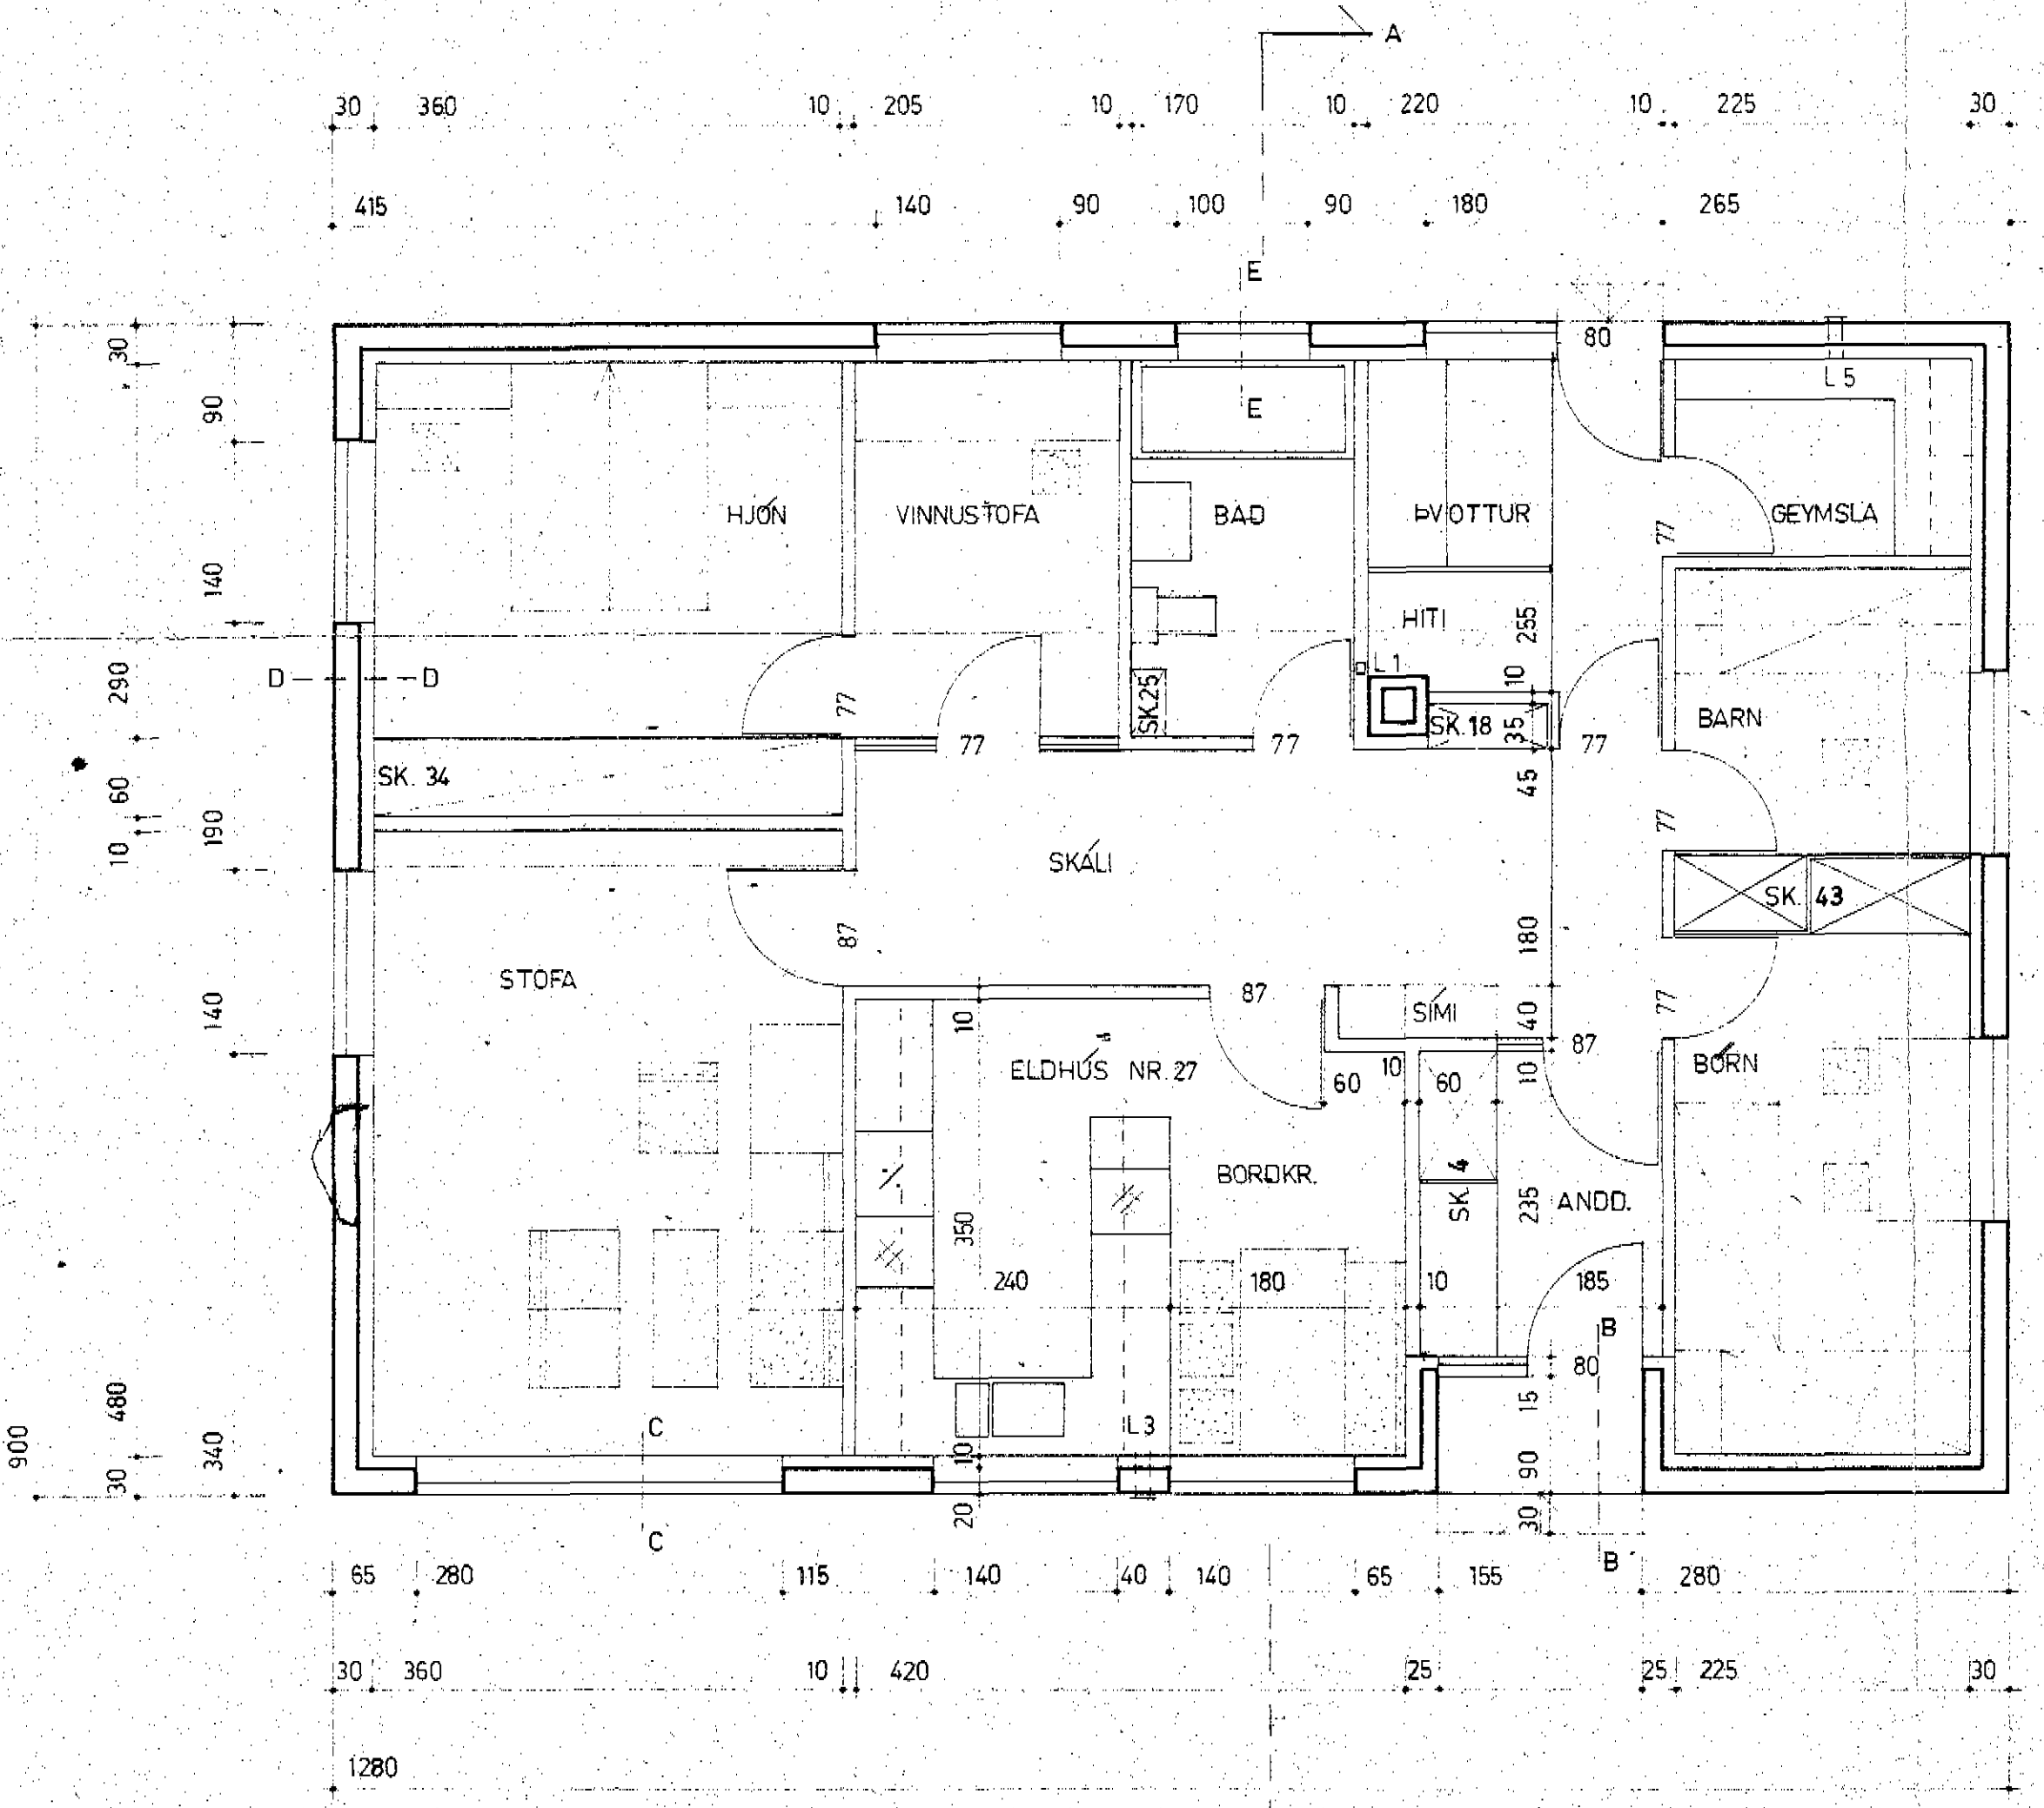 A
30 360 10 205 10 170 10 220 10 225 30
415 140 90 100 90 180 265
E
80
30
L 5
90
E
HJÓN VINNUSTOFA BAÐ ÞVOTTUR GEYMSLA
77
140
HITI 255
L 1
D D
290
77 SK.25 10
SK.18 35 BARN
77 77 77
SK. 34 45
60
190 77
10
SKÁLI
SK. 43
87 180
STOFA 87 77
140 10 SÍMI 40
87
ELDHÚS NR. 27 60 10 60 10 BÖRN
BORÐKR. SK. 4
235 ANDD.
350
240 180 10 185
B
80
480 15
C L 3
900 340 10
30 90
20 30
C B
65 280 115 140 40 140 65 155 280
30 360 10 420 25 25 225 30
1280